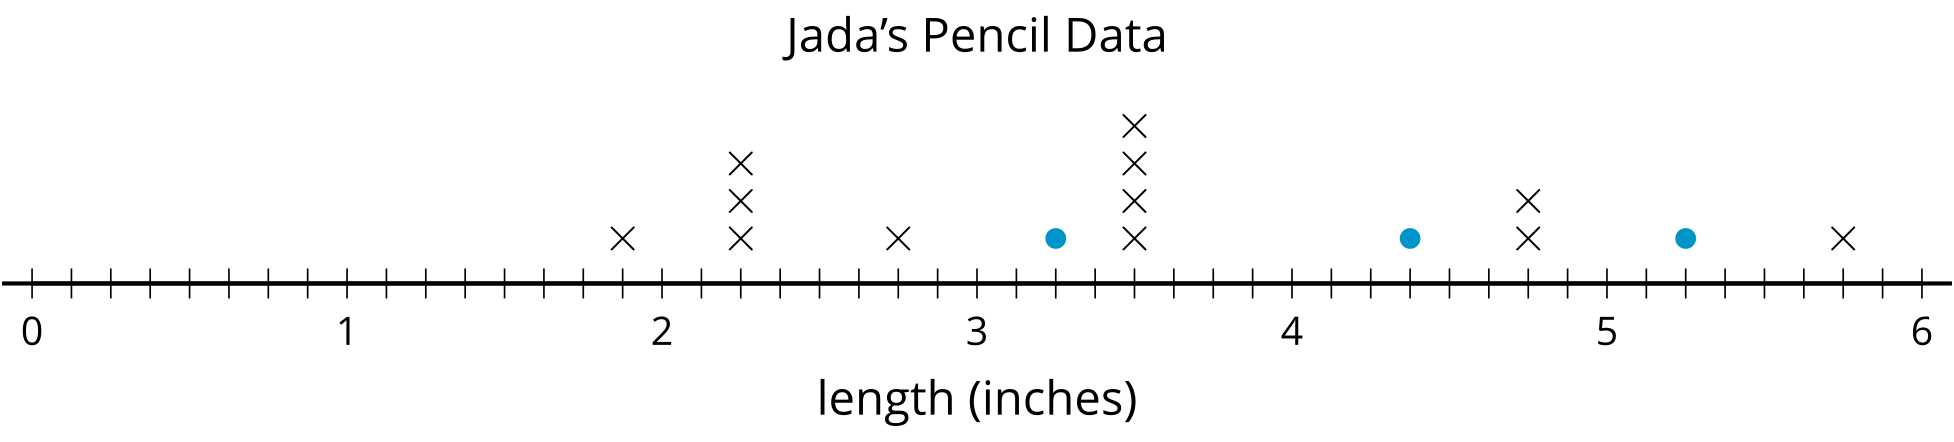 Jada’s Pencil Data
0 1 2 3 4 5 6
length (inches)